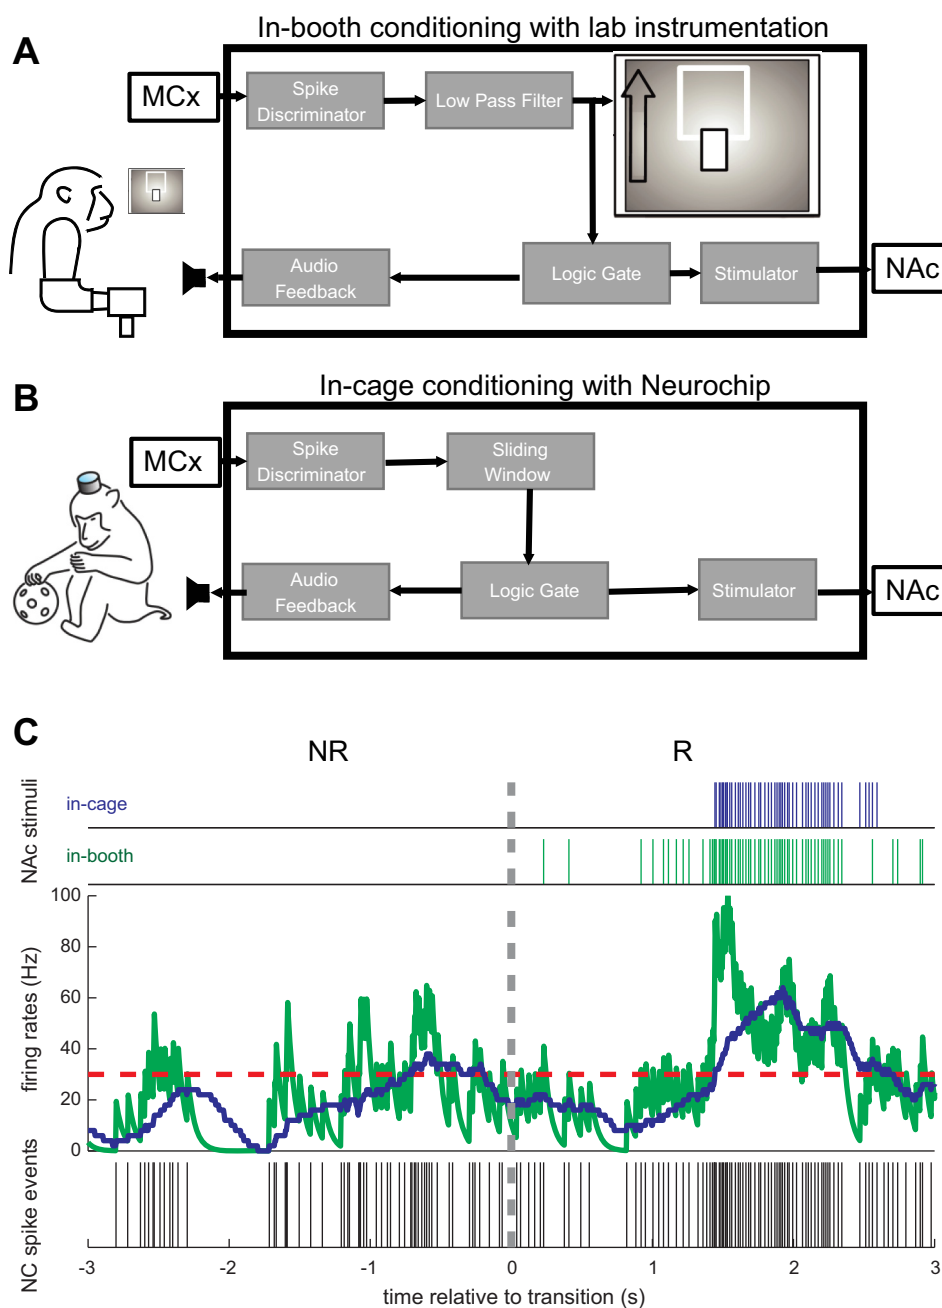 A
In-booth conditioning with lab instrumentation
MCx
Spike
Discriminator
Low Pass Filter
Audio
Feedback
Logic Gate
Stimulator
NAc
B
In-cage conditioning with Neurochip
MCx
Spike
Discriminator
Sliding
Window
Audio
Feedback
Logic Gate
Stimulator
NAc
C
NR
R
NAc stimuli
in-cage
in-booth
firing rates (Hz)
100
80
60
40
20
0
NC spike events
-3
-2
-1
0
1
2
3
time relative to transition (s)